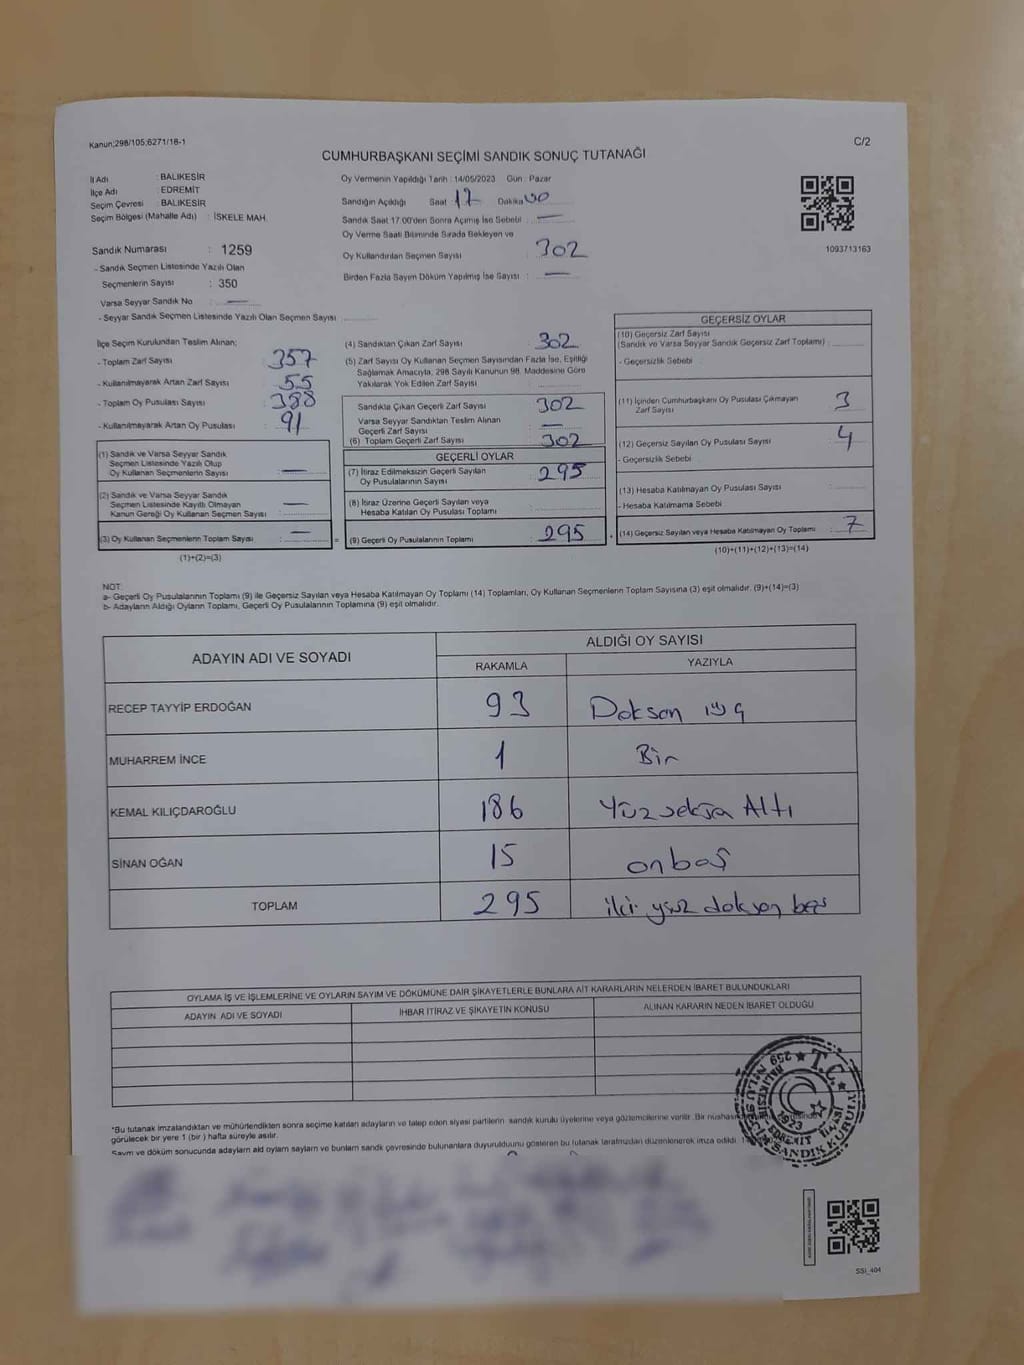 Kanun;298/105;6271/18-1
C/2
CUMHURBAŞKANI SEÇİMİ SANDIK SONUÇ TUTANAĞI
İl Adı : BALIKESİR
İlçe Adı : EDREMİT
Seçim Çevresi : BALIKESİR
Seçim Bölgesi (Mahalle Adı) : İSKELE MAH.
Sandık Numarası : 1259
- Sandık Seçmen Listesinde Yazılı Olan
Seçmenlerin Sayısı : 350
Varsa Seyyar Sandık No : —
- Seyyar Sandık Seçmen Listesinde Yazılı Olan Seçmen Sayısı :
Oy Vermenin Yapıldığı Tarih : 14/05/2023 Gün : Pazar
Sandığın Açıldığı Saat 17 Dakika 00
Sandık Saat 17.00'den Sonra Açılmış İse Sebebi : —
Oy Verme Saati Bitiminde Sırada Bekleyen ve
Oy Kullandırılan Seçmen Sayısı : 302
Birden Fazla Sayım Döküm Yapılmış İse Sayısı : —
1093713163
İlçe Seçim Kurulundan Teslim Alınan;
- Toplam Zarf Sayısı : 357
- Kullanılmayarak Artan Zarf Sayısı : 55
- Toplam Oy Pusulası Sayısı : 388
- Kullanılmayarak Artan Oy Pusulası : 91
(1) Sandık ve Varsa Seyyar Sandık
Seçmen Listesinde Yazılı Olup
Oy Kullanan Seçmenlerin Sayısı : —
(2) Sandık ve Varsa Seyyar Sandık
Seçmen Listesinde Kayıtlı Olmayan
Kanun Gereği Oy Kullanan Seçmen Sayısı : —
(3) Oy Kullanan Seçmenlerin Toplam Sayısı : —
(1)+(2)=(3)
(4) Sandıktan Çıkan Zarf Sayısı : 302
(5) Zarf Sayısı Oy Kullanan Seçmen Sayısından Fazla İse, Eşitliği
Sağlamak Amacıyla, 298 Sayılı Kanunun 98. Maddesine Göre
Yakılarak Yok Edilen Zarf Sayısı :
Sandıkta Çıkan Geçerli Zarf Sayısı : 302
Varsa Seyyar Sandıktan Teslim Alınan
Geçerli Zarf Sayısı : —
(6) Toplam Geçerli Zarf Sayısı : 302
GEÇERLİ OYLAR
(7) İtiraz Edilmeksizin Geçerli Sayılan
Oy Pusulalarının Sayısı : 295
(8) İtiraz Üzerine Geçerli Sayılan veya
Hesaba Katılan Oy Pusulası Toplamı :
= (9) Geçerli Oy Pusulalarının Toplamı : 295
GEÇERSİZ OYLAR
(10) Geçersiz Zarf Sayısı
(Sandık ve Varsa Seyyar Sandık Geçersiz Zarf Toplamı) :
- Geçersizlik Sebebi :
(11) İçinden Cumhurbaşkanı Oy Pusulası Çıkmayan
Zarf Sayısı : 3
(12) Geçersiz Sayılan Oy Pusulası Sayısı : 4
- Geçersizlik Sebebi :
(13) Hesaba Katılmayan Oy Pusulası Sayısı :
- Hesaba Katılmama Sebebi :
+ (14) Geçersiz Sayılan veya Hesaba Katılmayan Oy Toplamı : 7
(10)+(11)+(12)+(13)=(14)
NOT:
a- Geçerli Oy Pusulalarının Toplamı (9) ile Geçersiz Sayılan veya Hesaba Katılmayan Oy Toplamı (14) Toplamları, Oy Kullanan Seçmenlerin Toplam Sayısına (3) eşit olmalıdır. (9)+(14)=(3)
b- Adayların Aldığı Oyların Toplamı, Geçerli Oy Pusulalarının Toplamına (9) eşit olmalıdır.
ADAYIN ADI VE SOYADI
ALDIĞI OY SAYISI
RAKAMLA YAZIYLA
RECEP TAYYİP ERDOĞAN 93 Doksan üç
MUHARREM İNCE 1 Bir
KEMAL KILIÇDAROĞLU 186 Yüzseksa Altı
SİNAN OĞAN 15 onbeş
TOPLAM 295 iki yüz doksan beş
OYLAMA İŞ VE İŞLEMLERİNE VE OYLARIN SAYIM VE DÖKÜMÜNE DAİR ŞİKAYETLERLE BUNLARA AİT KARARLARIN NELERDEN İBARET BULUNDUKLARI
ADAYIN ADI VE SOYADI İHBAR İTİRAZ VE ŞİKAYETİN KONUSU ALINAN KARARIN NEDEN İBARET OLDUĞU
*Bu tutanak imzalandıktan ve mühürlendikten sonra seçime katılan adayların ve talep eden siyasi partilerin sandık kurulu üyelerine veya gözlemcilerine verilir. Bir nüshası
görülecek bir yere 1 (bir) hafta süreyle asılır.
Sayım ve döküm sonucunda adayların ald oyların sayıların ve bunların sandık çevresinde bulunanlara duyurulduğunu gösteren bu tutanak tarafımızdan düzenlenerek imza edildi.
T.C.
BALIKESİR
EDREMİT İLÇESİ
2023
SANDIK KURULU
SSI_404